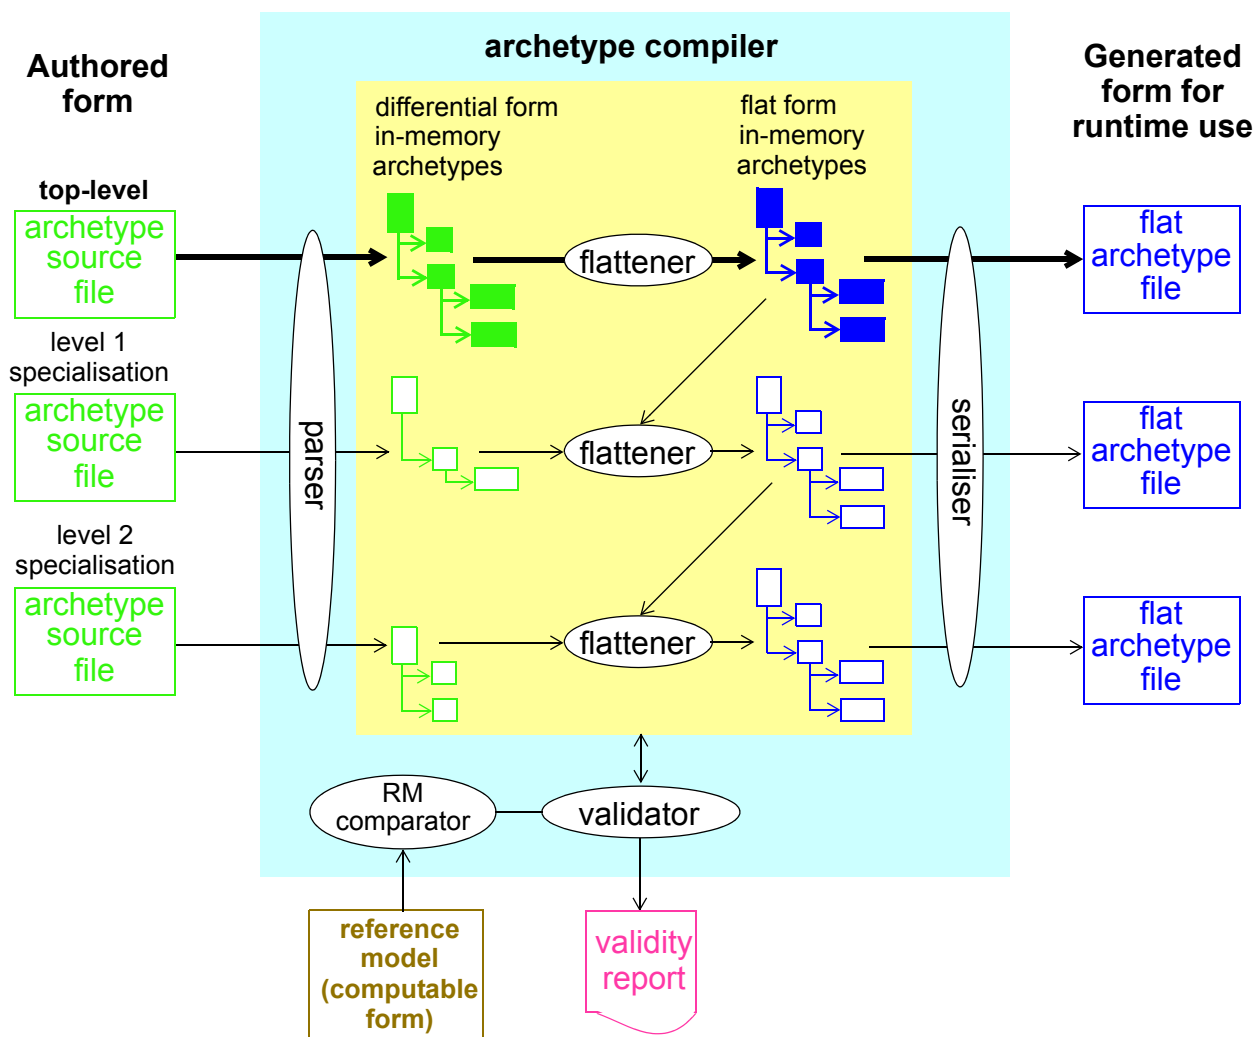 archetype compiler
Authored
form
Generated
form for
runtime use
differential form
in-memory
archetypes
flat form
in-memory
archetypes
top-level
archetype
source
file
flattener
flat
archetype
file
level 1
specialisation
archetype
source
file
parser
flattener
serialiser
flat
archetype
file
level 2
specialisation
archetype
source
file
flattener
flat
archetype
file
RM
comparator
validator
reference
model
(computable
form)
validity
report